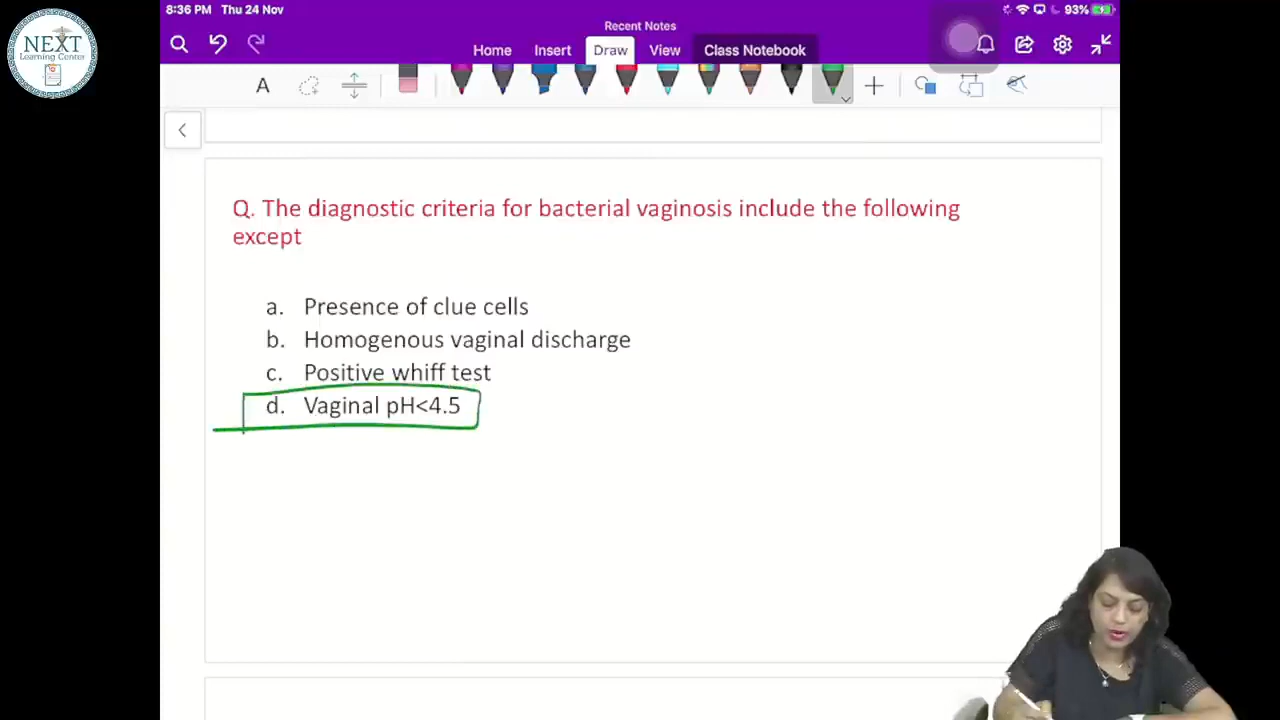 8:36 PM Thu 24 Nov
93%
Recent Notes
Home Insert Draw View Class Notebook
A
NEXT
Learning Center
Q. The diagnostic criteria for bacterial vaginosis include the following
except
a. Presence of clue cells
b. Homogenous vaginal discharge
c. Positive whiff test
d. Vaginal pH<4.5